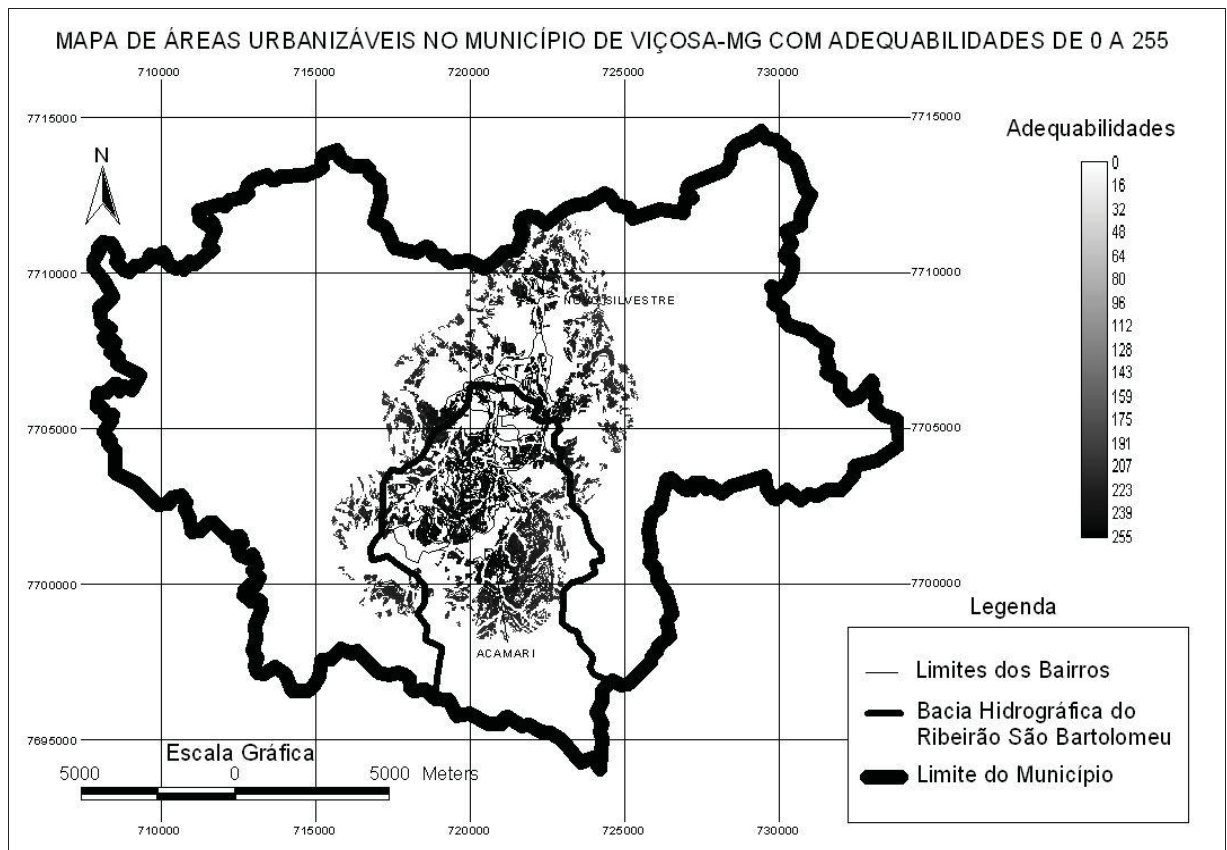 MAPA DE ÁREAS URBANIZÁVEIS NO MUNICÍPIO DE VIÇOSA-MG COM ADEQUABILIDADES DE 0 A 255
710000 715000 720000 725000 730000
7715000 7715000
N
Adequabilidades
0
16
32
48
64
80
96
112
128
143
159
175
191
207
223
239
255
7710000 7710000
SILVESTRE
7705000 7705000
7700000 7700000
ACAMARI
7695000
Escala Gráfica
5000 0 5000 Meters
710000 715000 720000 725000 730000
Legenda
Limites dos Bairros
Bacia Hidrográfica do
Ribeirão São Bartolomeu
Limite do Município